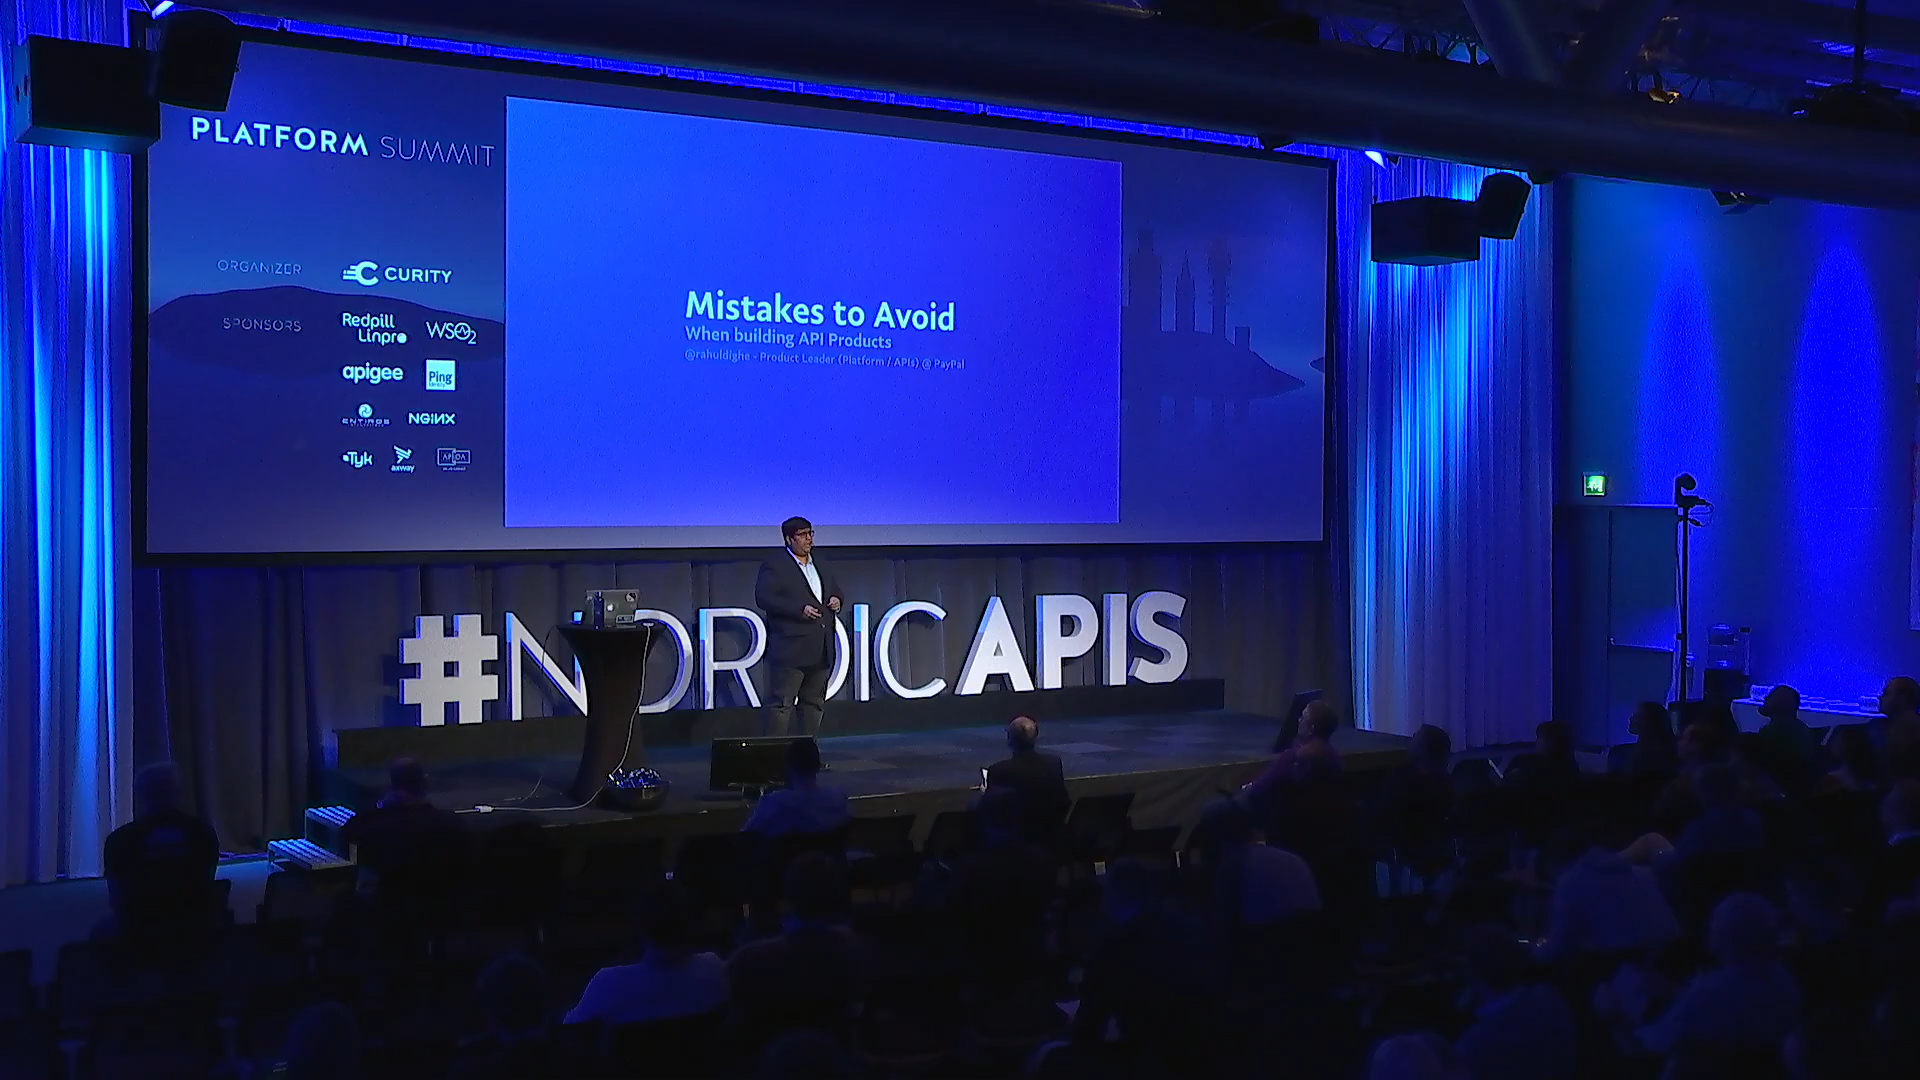 PLATFORM SUMMIT
ORGANIZER
CURITY
SPONSORS
Redpill
Linpro
WSO2
apigee
Ping
ENTIROS
NGINX
Tyk
axway
Mistakes to Avoid
When building API Products
@rahuldighe - Product Leader (Platform / APIs) @ PayPal
#NORDICAPIS